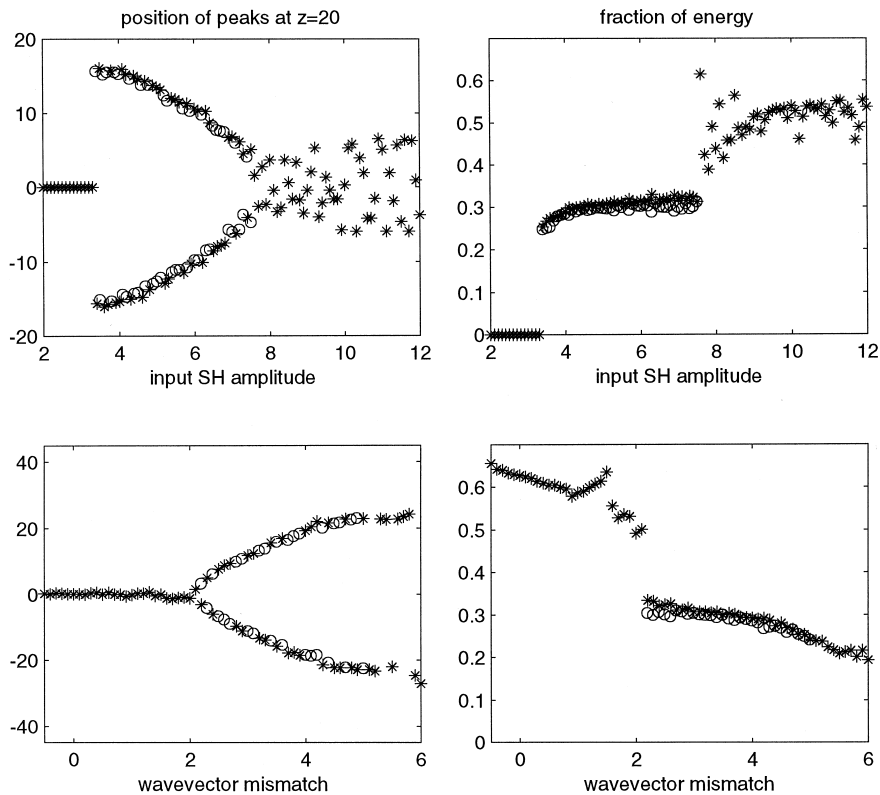 position of peaks at z=20
20
10
0
-10
-20
2 4 6 8 10 12
input SH amplitude
fraction of energy
0.6
0.5
0.4
0.3
0.2
0.1
0
2 4 6 8 10 12
input SH amplitude
40
20
0
-20
-40
0 2 4 6
wavevector mismatch
0.6
0.5
0.4
0.3
0.2
0.1
0
0 2 4 6
wavevector mismatch